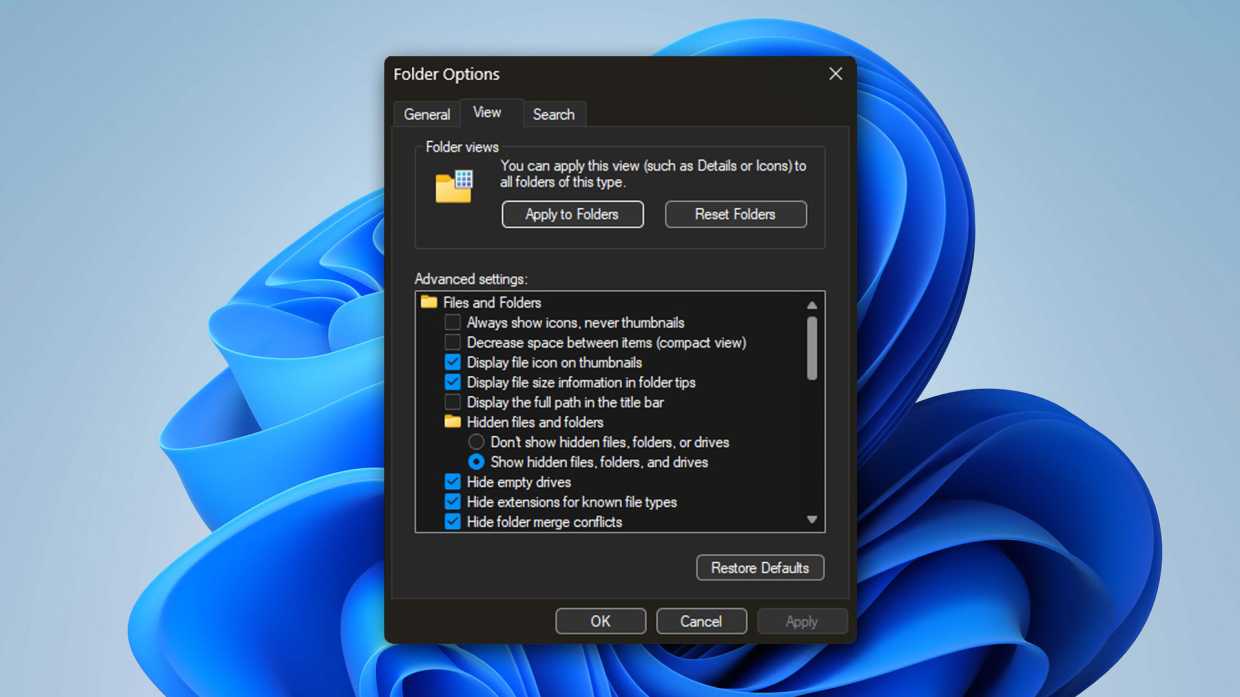 Folder Options
General View Search
Folder views
You can apply this view (such as Details or Icons) to
all folders of this type.
Apply to Folders Reset Folders
Advanced settings:
Files and Folders
Always show icons, never thumbnails
Decrease space between items (compact view)
Display file icon on thumbnails
Display file size information in folder tips
Display the full path in the title bar
Hidden files and folders
Don't show hidden files, folders, or drives
Show hidden files, folders, and drives
Hide empty drives
Hide extensions for known file types
Hide folder merge conflicts
Restore Defaults
OK Cancel Apply